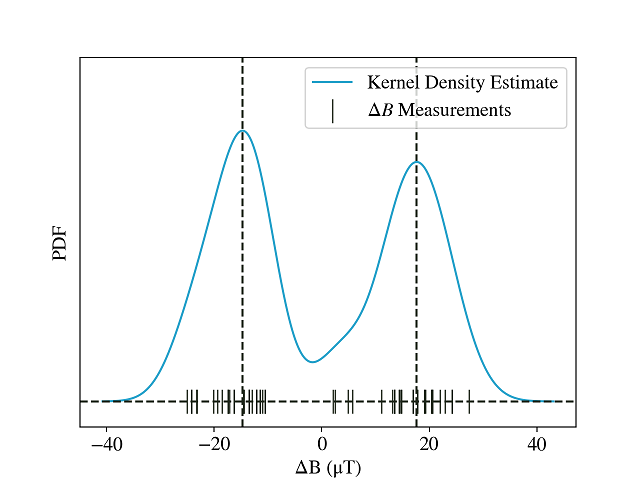 Kernel Density Estimate
ΔB Measurements
PDF
−40 −20 0 20 40
ΔB (μT)